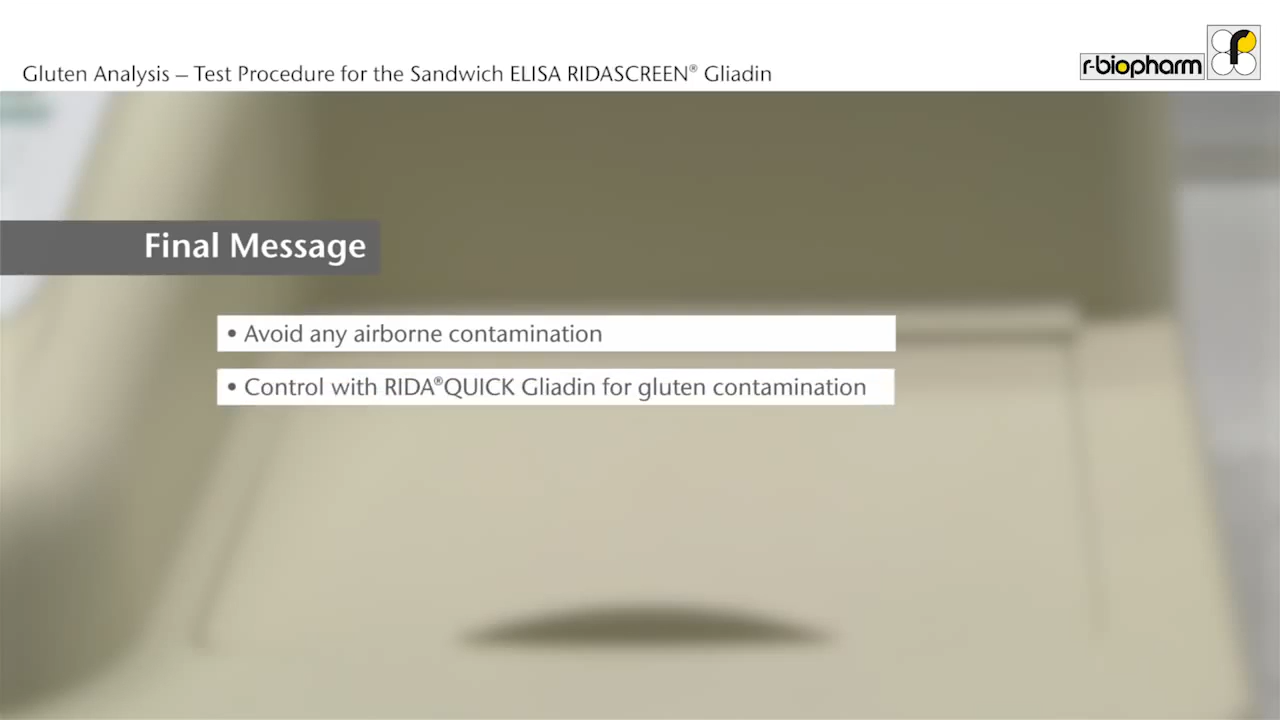 Gluten Analysis – Test Procedure for the Sandwich ELISA RIDASCREEN® Gliadin
r-biopharm
r
Final Message
• Avoid any airborne contamination
• Control with RIDA®QUICK Gliadin for gluten contamination